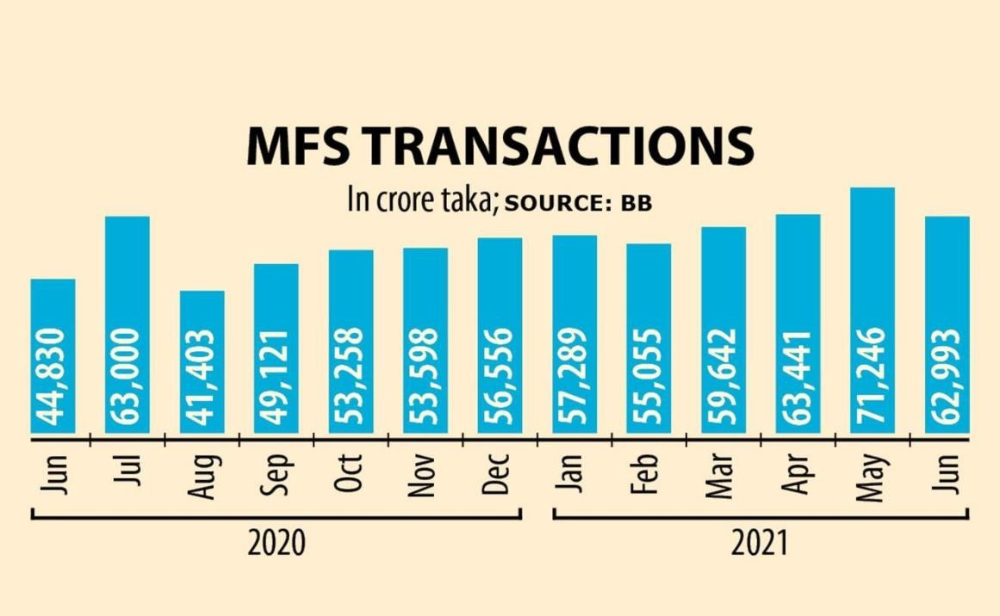 MFS TRANSACTIONS
In crore taka; SOURCE: BB
44,830 63,000 41,403 49,121 53,258 53,598 56,556 57,289 55,055 59,642 63,441 71,246 62,993
Jun Jul Aug Sep Oct Nov Dec Jan Feb Mar Apr May Jun
2020 2021